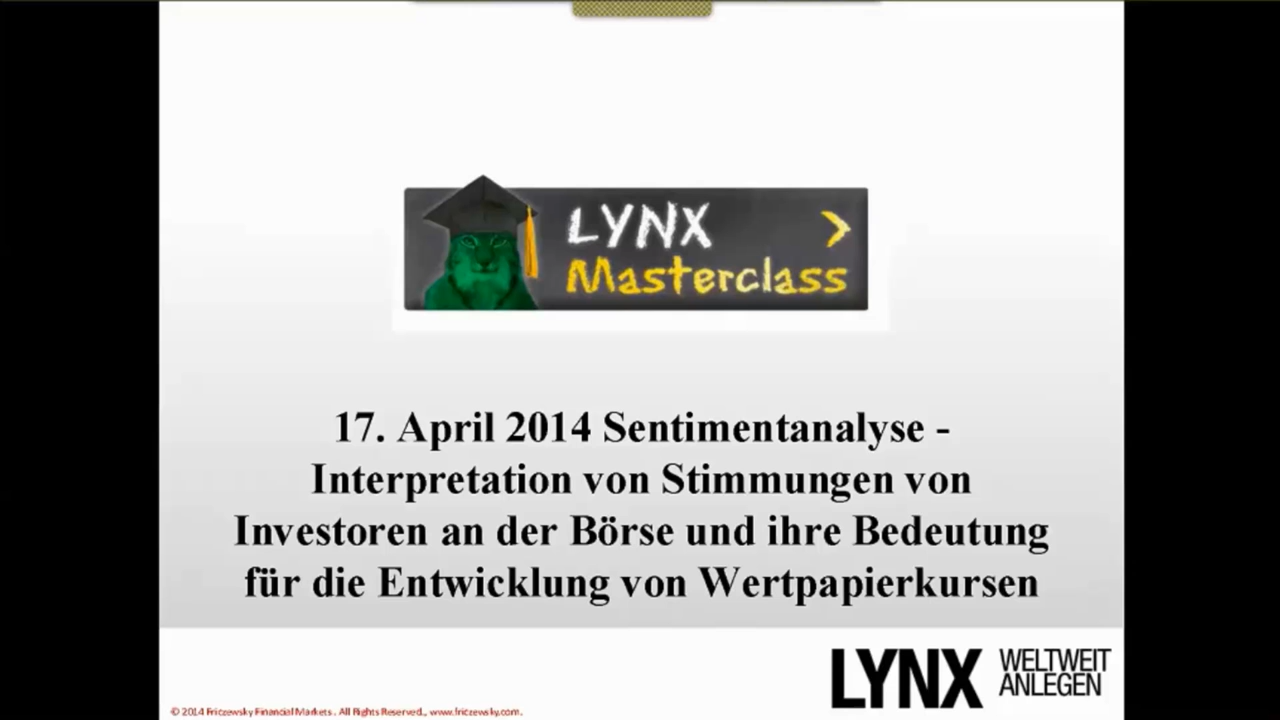 LYNX
Masterclass
17. April 2014 Sentimentanalyse -
Interpretation von Stimmungen von
Investoren an der Börse und ihre Bedeutung
für die Entwicklung von Wertpapierkursen
LYNX WELTWEIT
ANLEGEN
© 2014 Friczewsky Financial Markets . All Rights Reserved., www.friczewsky.com.